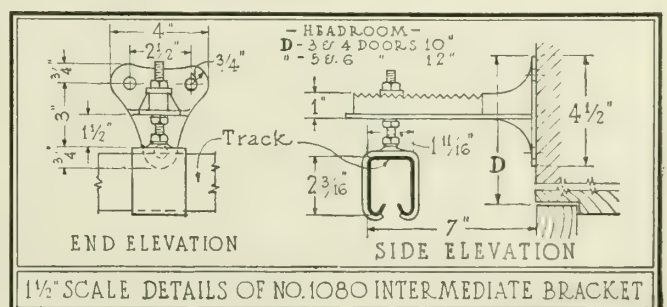 4"
2 1/2"
3/4"
3/4"
3"
1 1/2"
3/4"
- HEADROOM -
D - 3 & 4 DOORS 10"
" - 5 & 6 " 12"
1"
4 1/2"
Track
1 11/16"
D
2 3/16"
7"
END ELEVATION
SIDE ELEVATION
1 1/2" SCALE DETAILS OF NO. 1080 INTERMEDIATE BRACKET